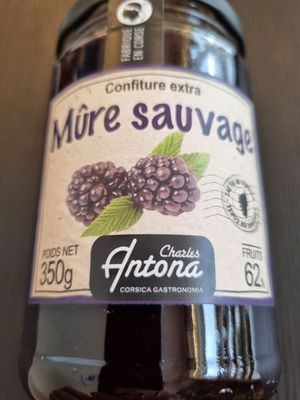 FABRIQUÉ
EN CORSE
Confiture extra
Mûre sauvage
POIDS NET
350g
Charles
Antona
CORSICA GASTRONOMIA
FRUITS
62%